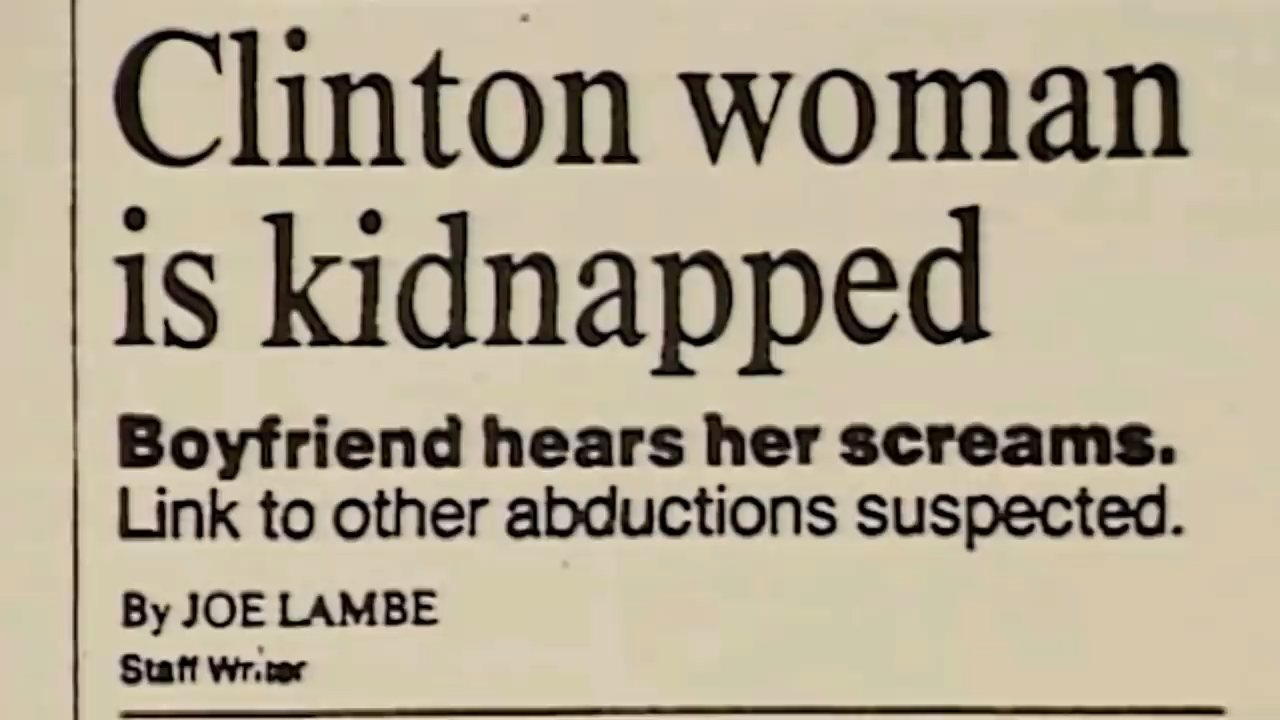 Clinton woman
is kidnapped
Boyfriend hears her screams.
Link to other abductions suspected.
By JOE LAMBE
Staff Writer